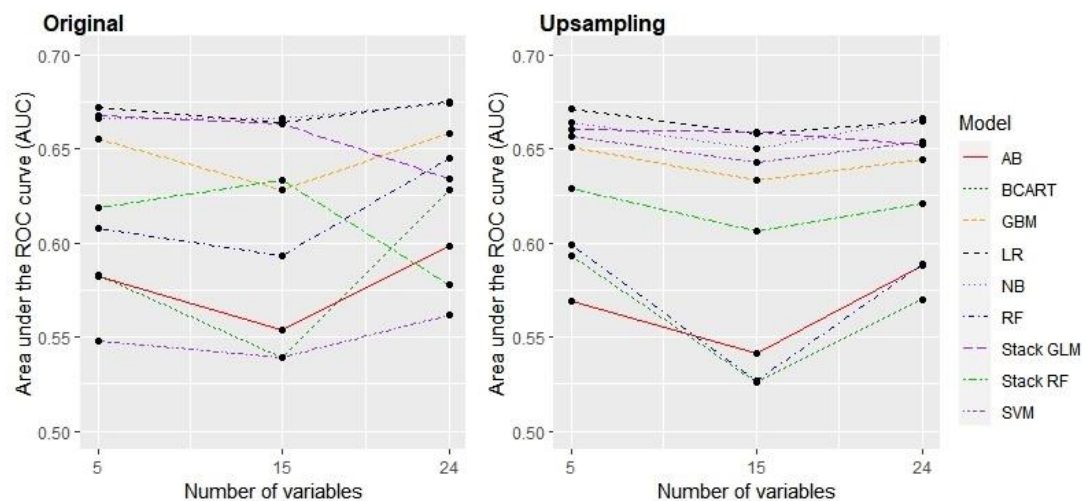 Original
Area under the ROC curve (AUC)
0.70
0.65
0.60
0.55
0.50
5 15 24
Number of variables
Upsampling
Area under the ROC curve (AUC)
0.70
0.65
0.60
0.55
0.50
5 15 24
Number of variables
Model
AB
BCART
GBM
LR
NB
RF
Stack GLM
Stack RF
SVM